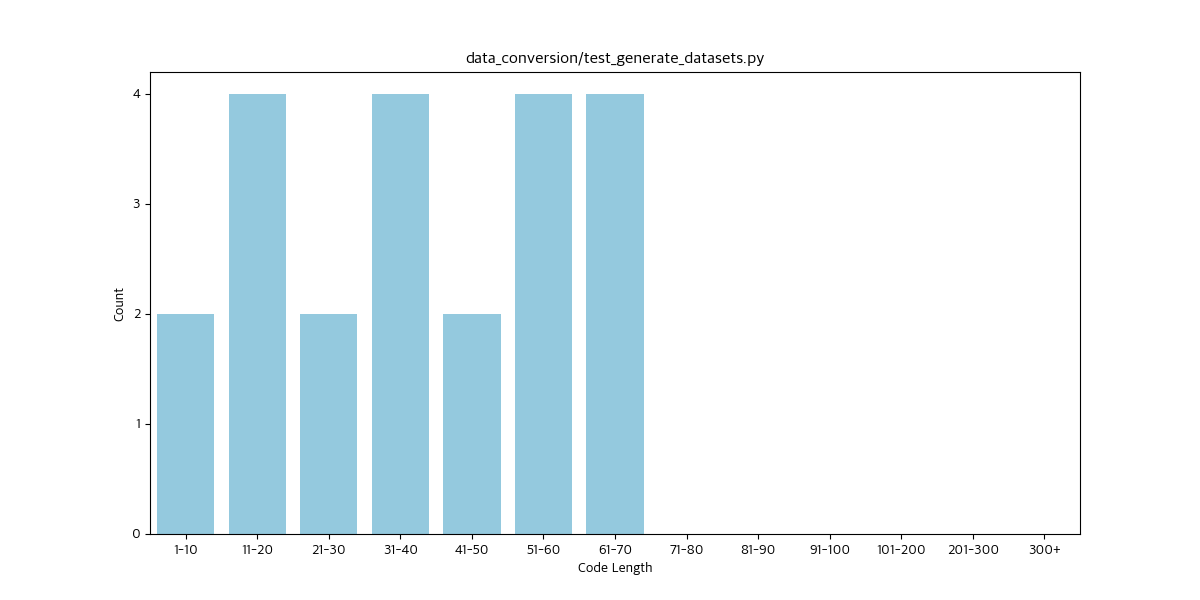 data_conversion/test_generate_datasets.py
4
3
2
1
0
Count
1-10 11-20 21-30 31-40 41-50 51-60 61-70 71-80 81-90 91-100 101-200 201-300 300+
Code Length